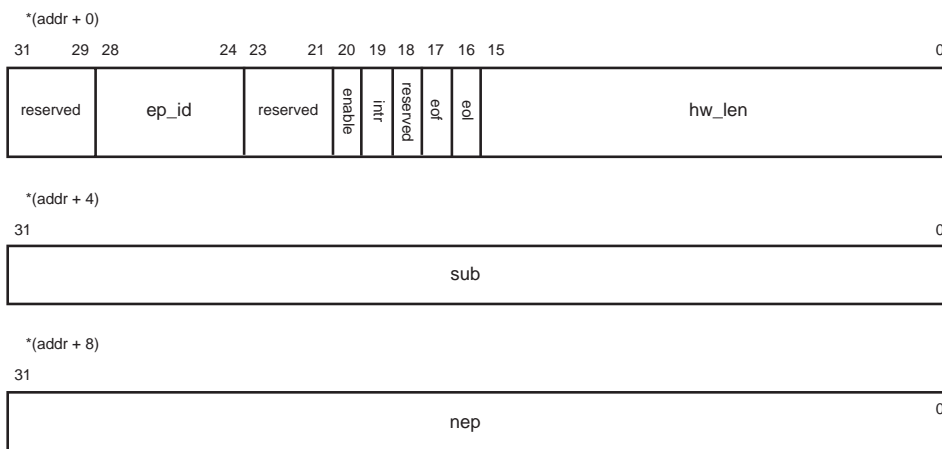 *(addr + 0)
31 29 28 24 23 21 20 19 18 17 16 15 0
reserved ep_id reserved enable intr reserved eof eol hw_len
*(addr + 4)
31 0
sub
*(addr + 8)
31
0
nep